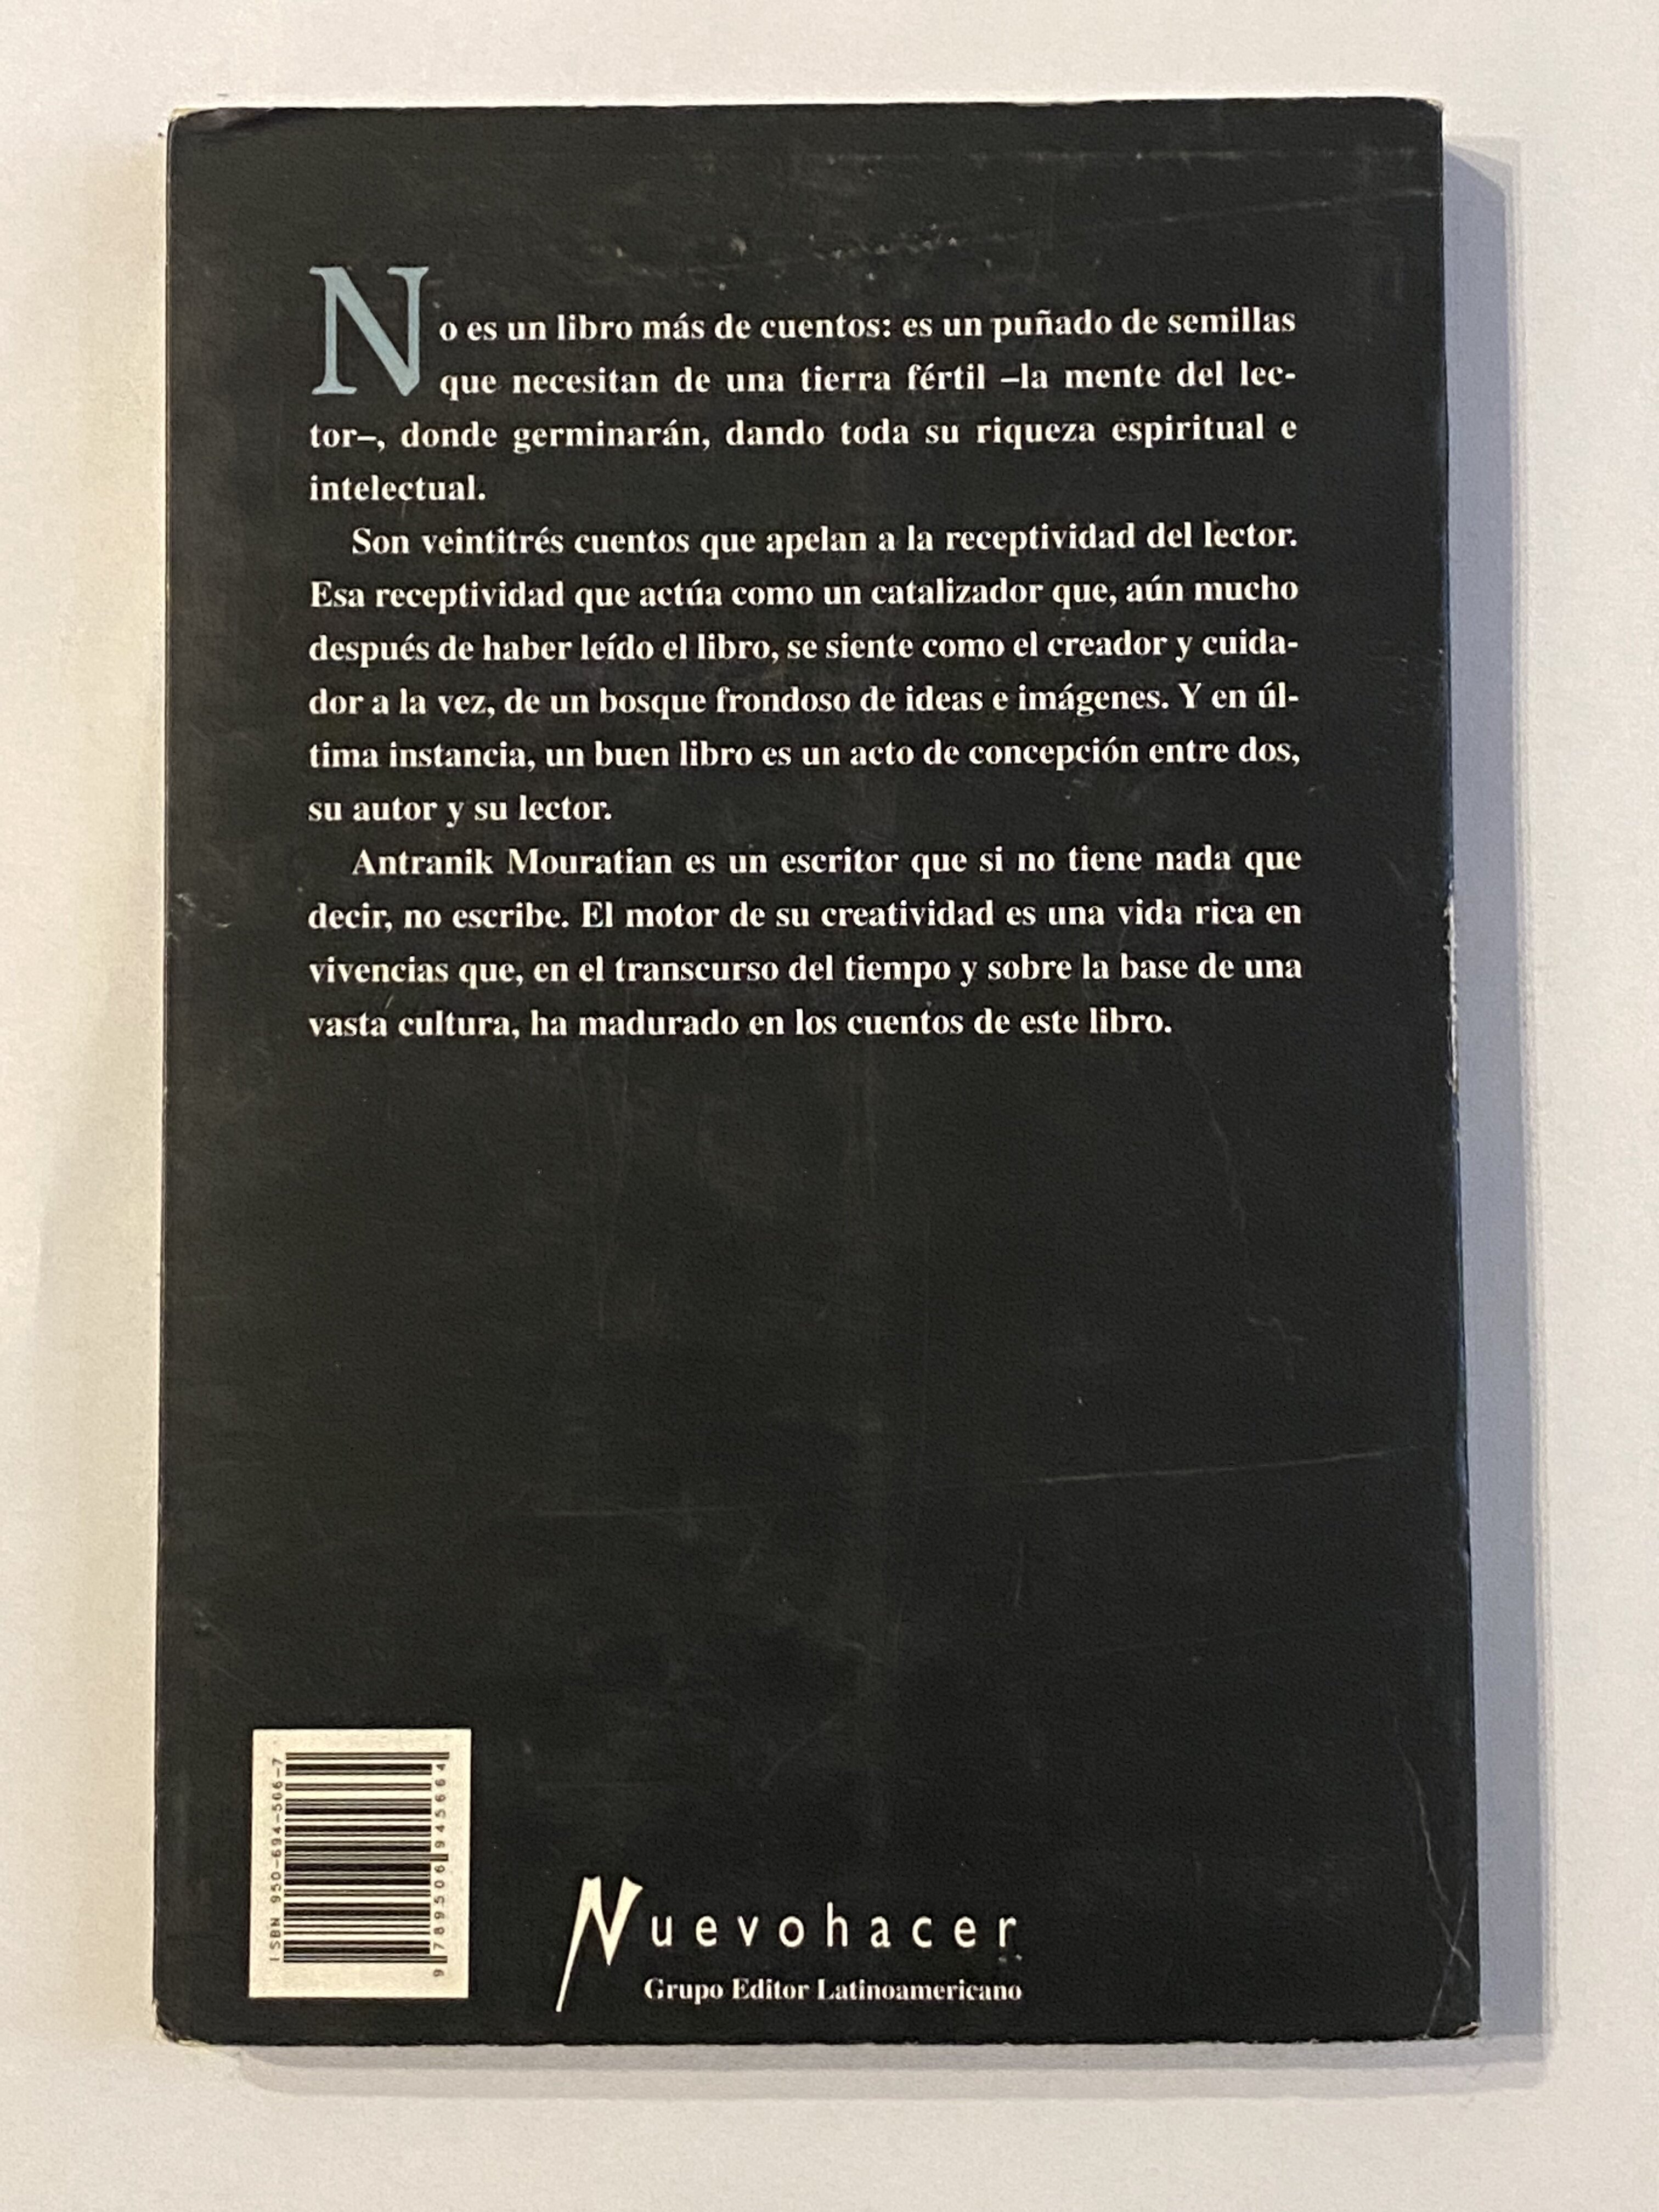 No es un libro más de cuentos: es un puñado de semillas
que necesitan de una tierra fértil –la mente del lec-
tor–, donde germinarán, dando toda su riqueza espiritual e
intelectual.
Son veintitrés cuentos que apelan a la receptividad del lector.
Esa receptividad que actúa como un catalizador que, aún mucho
después de haber leído el libro, se siente como el creador y cuida-
dor a la vez, de un bosque frondoso de ideas e imágenes. Y en úl-
tima instancia, un buen libro es un acto de concepción entre dos,
su autor y su lector.
Antranik Mouratian es un escritor que si no tiene nada que
decir, no escribe. El motor de su creatividad es una vida rica en
vivencias que, en el transcurso del tiempo y sobre la base de una
vasta cultura, ha madurado en los cuentos de este libro.
ISBN 950-694-566-7
9 789506 945664
Nuevohacer
Grupo Editor Latinoamericano